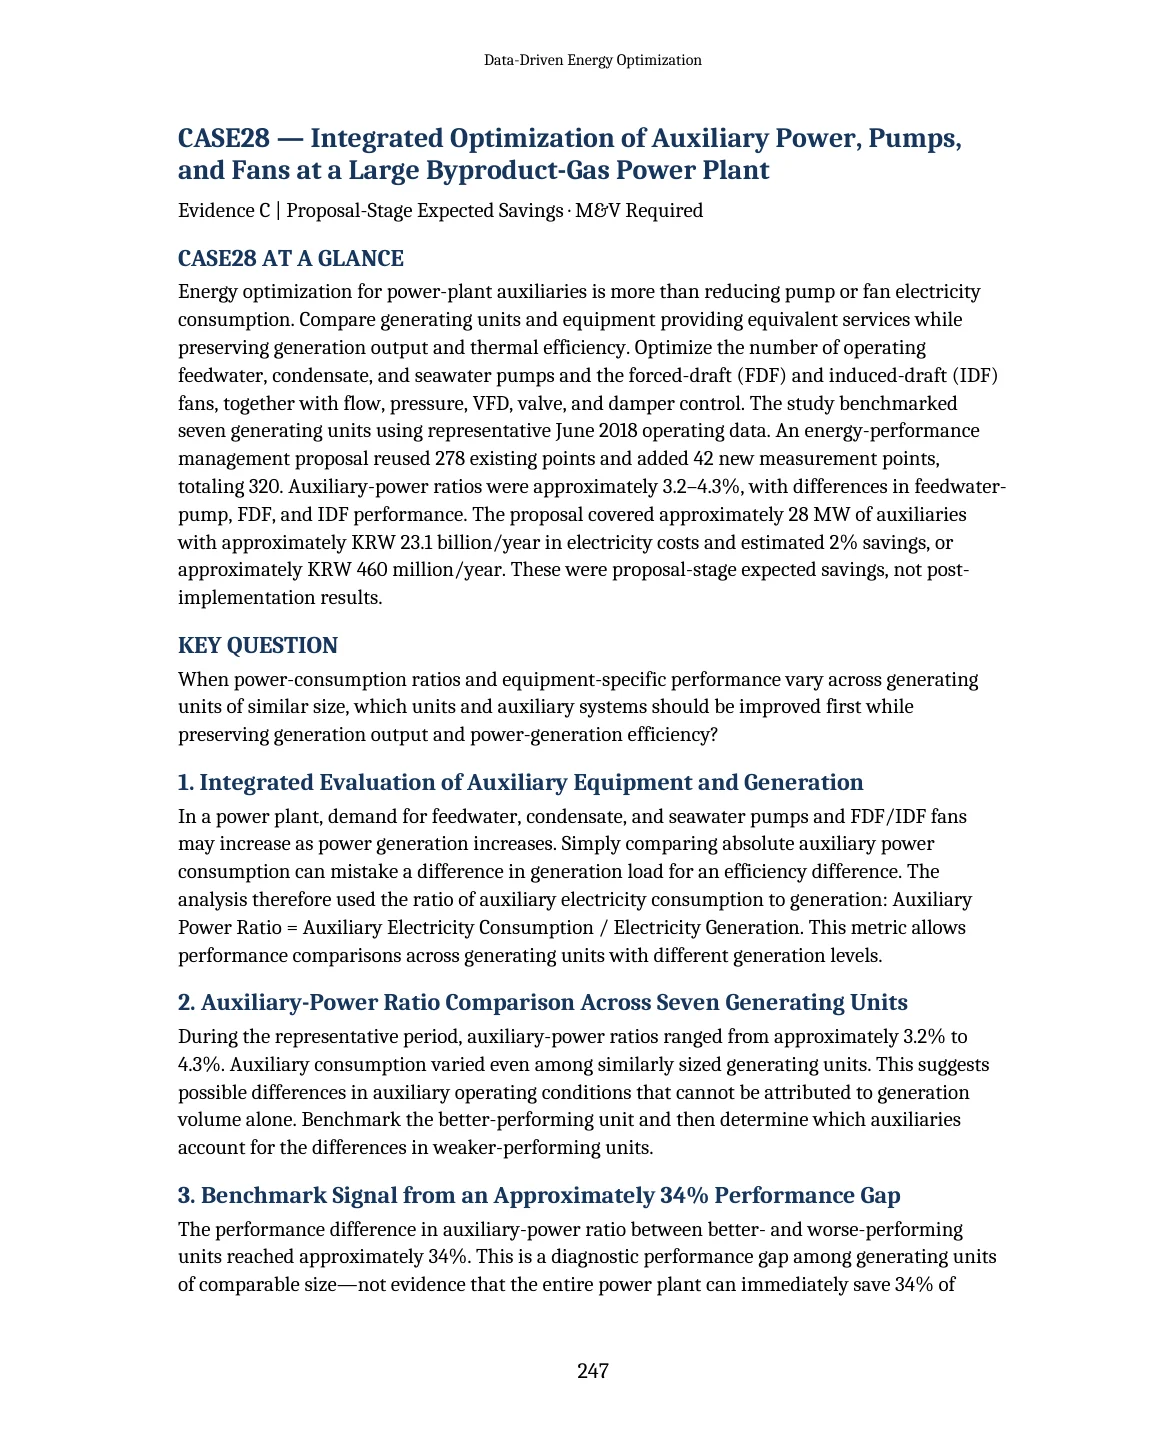 Data-Driven Energy Optimization
CASE28 — Integrated Optimization of Auxiliary Power, Pumps,
and Fans at a Large Byproduct-Gas Power Plant
Evidence C | Proposal-Stage Expected Savings · M&V Required
CASE28 AT A GLANCE
Energy optimization for power-plant auxiliaries is more than reducing pump or fan electricity
consumption. Compare generating units and equipment providing equivalent services while
preserving generation output and thermal efficiency. Optimize the number of operating
feedwater, condensate, and seawater pumps and the forced-draft (FDF) and induced-draft (IDF)
fans, together with flow, pressure, VFD, valve, and damper control. The study benchmarked
seven generating units using representative June 2018 operating data. An energy-performance
management proposal reused 278 existing points and added 42 new measurement points,
totaling 320. Auxiliary-power ratios were approximately 3.2–4.3%, with differences in feedwater-
pump, FDF, and IDF performance. The proposal covered approximately 28 MW of auxiliaries
with approximately KRW 23.1 billion/year in electricity costs and estimated 2% savings, or
approximately KRW 460 million/year. These were proposal-stage expected savings, not post-
implementation results.
KEY QUESTION
When power-consumption ratios and equipment-specific performance vary across generating
units of similar size, which units and auxiliary systems should be improved first while
preserving generation output and power-generation efficiency?
1. Integrated Evaluation of Auxiliary Equipment and Generation
In a power plant, demand for feedwater, condensate, and seawater pumps and FDF/IDF fans
may increase as power generation increases. Simply comparing absolute auxiliary power
consumption can mistake a difference in generation load for an efficiency difference. The
analysis therefore used the ratio of auxiliary electricity consumption to generation: Auxiliary
Power Ratio = Auxiliary Electricity Consumption / Electricity Generation. This metric allows
performance comparisons across generating units with different generation levels.
2. Auxiliary-Power Ratio Comparison Across Seven Generating Units
During the representative period, auxiliary-power ratios ranged from approximately 3.2% to
4.3%. Auxiliary consumption varied even among similarly sized generating units. This suggests
possible differences in auxiliary operating conditions that cannot be attributed to generation
volume alone. Benchmark the better-performing unit and then determine which auxiliaries
account for the differences in weaker-performing units.
3. Benchmark Signal from an Approximately 34% Performance Gap
The performance difference in auxiliary-power ratio between better- and worse-performing
units reached approximately 34%. This is a diagnostic performance gap among generating units
of comparable size—not evidence that the entire power plant can immediately save 34% of
247